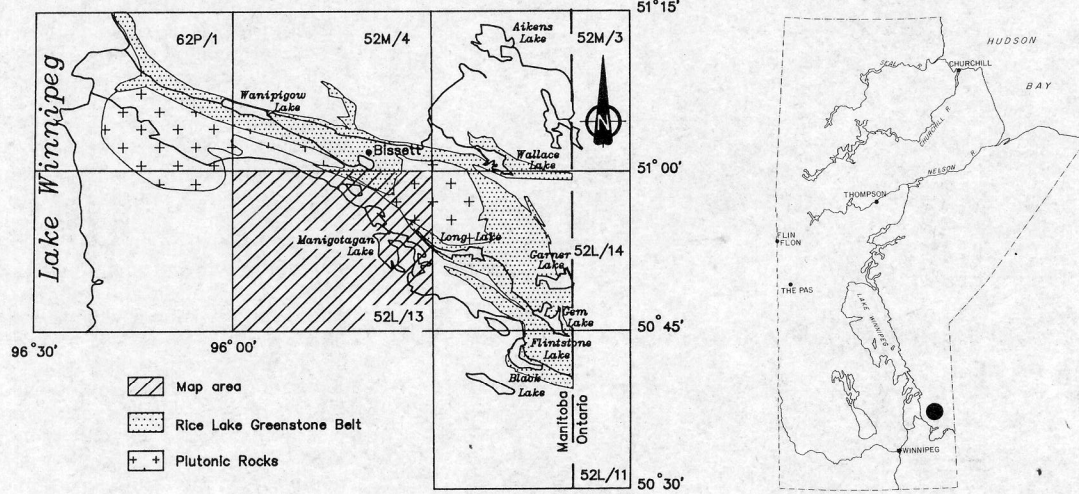 51°15'
62P/1
52M/4
52M/3
Aikens
Lake
Lake Winnipeg
Wanipigow
Lake
N
Bissett
Wallace
Lake
51°00'
Manigotagan
Lake
Long Lake
52L/14
Garner
Lake
52L/13
Gem
Lake
50°45'
96°30'
96°00'
Flintstone
Lake
Black
Lake
Map area
Rice Lake Greenstone Belt
Plutonic Rocks
Manitoba
Ontario
52L/11
50°30'
HUDSON
BAY
SEAL R
CHURCHILL
CHURCHILL R
NELSON R
THOMPSON
FLIN
FLON
THE PAS
LAKE WINNIPEG
WINNIPEG